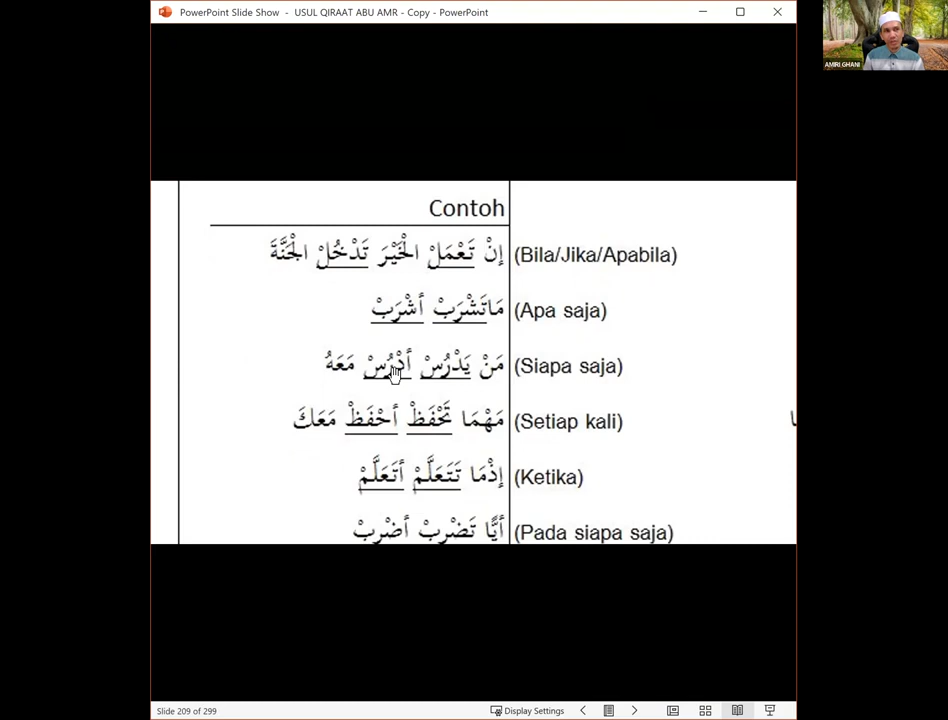 PowerPoint Slide Show - USUL QIRAAT ABU AMR - Copy - PowerPoint
AMIRI GHANI
Contoh
إِنْ تَعْمَلْ الْخَيْرَ تَدْخُلْ الْجَنَّةَ (Bila/Jika/Apabila)
مَاتَشْرَبْ أَشْرَبْ (Apa saja)
مَنْ يَدْرُسْ أَدْرُسْ مَعَهُ (Siapa saja)
مَهْمَا تَحْفَظْ أَحْفَظْ مَعَكَ (Setiap kali)
إِذْمَا تَتَعَلَّمْ أَتَعَلَّمْ (Ketika)
أَيًّا تَضْرِبْ أَضْرِبْ (Pada siapa saja)
Slide 209 of 299
Display Settings